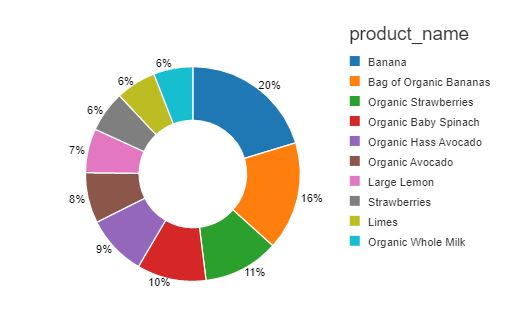 product_name
Banana
Bag of Organic Bananas
Organic Strawberries
Organic Baby Spinach
Organic Hass Avocado
Organic Avocado
Large Lemon
Strawberries
Limes
Organic Whole Milk
20%
16%
11%
10%
9%
8%
7%
6%
6%
6%